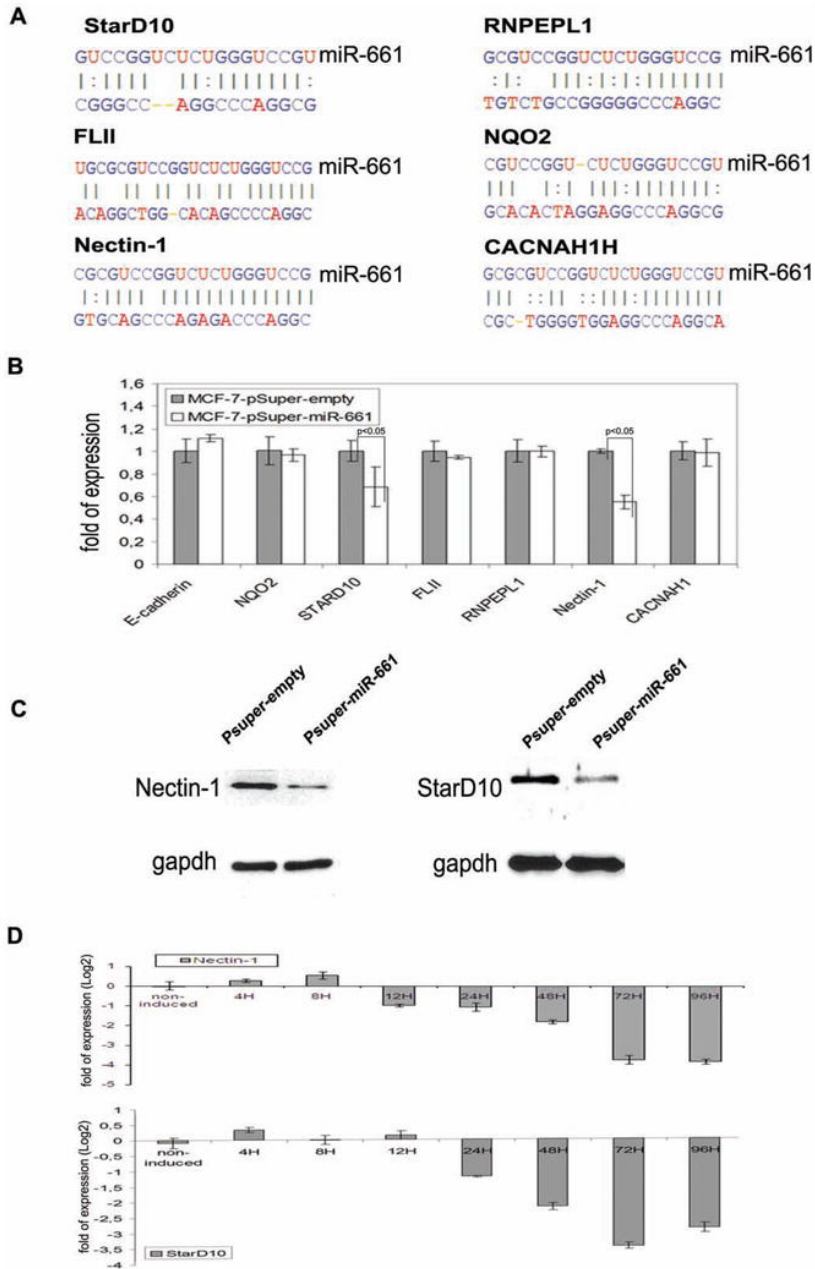 A
StarD10
GUCCGGUCUCUGGGUCCGU miR-661
CGGGCC--AGGCCCAGGCG
FLII
UGCGCGUCCGGUCUCUGGGUCCG miR-661
ACAGGCTGG-CACAGCCCCAGGC
Nectin-1
CGCGUCCGGUCUCUGGGUCCG miR-661
GTGCAGCCCAGAGACCCAGGC
RNPEPL1
GCGUCCGGUCUCUGGGUCCG miR-661
TGTCTGCCGGGGGCCCAGGC
NQO2
CGUCCGGU-CUCUGGGUCCGU miR-661
GCACACTAGGAGGCCCAGGCG
CACNAH1H
GCGCGUCCGGUCUCUGGGUCCGU miR-661
CGC-TGGGGTGGAGGCCCAGGCA
B
fold of expression
1,6
1,4
1,2
1
0,8
0,6
0,4
0,2
0
MCF-7-pSuper-empty
MCF-7-pSuper-miR-661
p<0.05
p<0.05
E-cadherin
NQO2
STARD10
FLII
RNPEPL1
Nectin-1
CACNAH1
C
Psuper-empty
Psuper-miR-661
Nectin-1
gapdh
Psuper-empty
Psuper-miR-661
StarD10
gapdh
D
fold of expression (Log2)
Nectin-1
1
0
-1
-2
-3
-4
-5
non-
induced
4H 8H 12H 24H 48H 72H 96H
fold of expression (Log2)
1
0,5
0
-0,5
-1
-1,5
-2
-2,5
-3
-3,5
-4
non-
induced
4H 8H 12H 24H 48H 72H 96H
StarD10